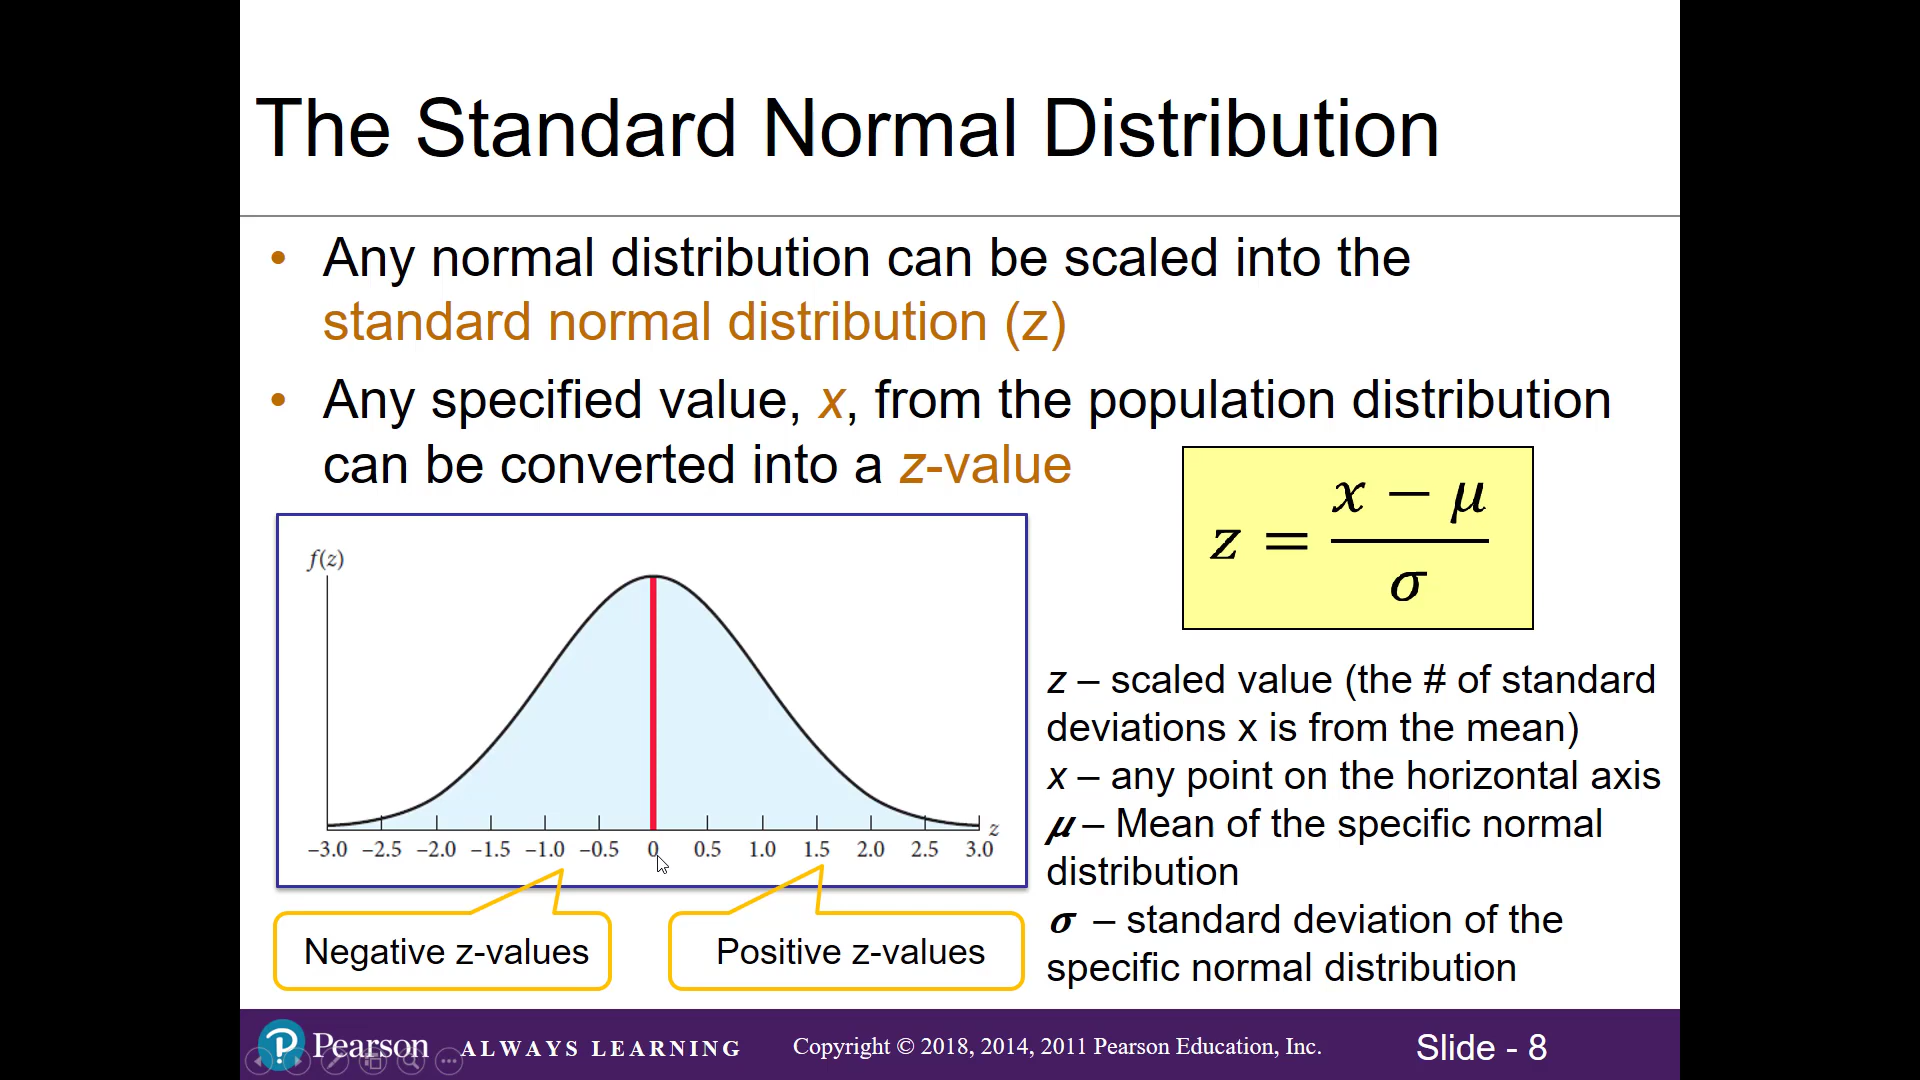 The Standard Normal Distribution
• Any normal distribution can be scaled into the
standard normal distribution (z)
• Any specified value, x, from the population distribution
can be converted into a z-value
z = (x − μ) / σ
f(z)
z
−3.0 −2.5 −2.0 −1.5 −1.0 −0.5 0 0.5 1.0 1.5 2.0 2.5 3.0
Negative z-values
Positive z-values
z – scaled value (the # of standard
deviations x is from the mean)
x – any point on the horizontal axis
μ – Mean of the specific normal
distribution
σ – standard deviation of the
specific normal distribution
Pearson
ALWAYS LEARNING
Copyright © 2018, 2014, 2011 Pearson Education, Inc.
Slide - 8